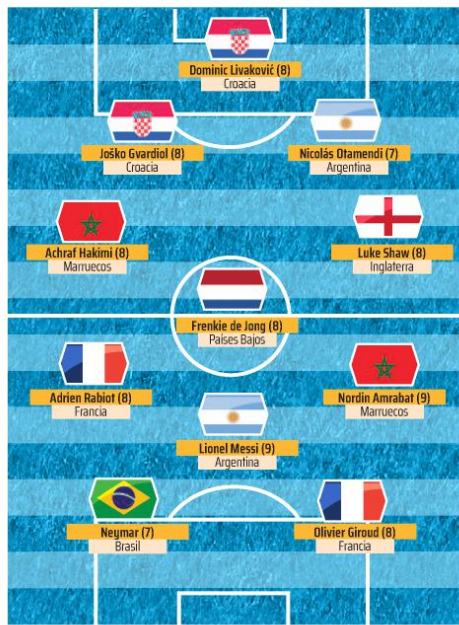 Dominic Livaković (8)
Croacia
Joško Gvardiol (8)
Croacia
Nicolás Otamendi (7)
Argentina
Achraf Hakimi (8)
Marruecos
Luke Shaw (8)
Inglaterra
Frenkie de Jong (8)
Países Bajos
Adrien Rabiot (8)
Francia
Nordin Amrabat (9)
Marruecos
Lionel Messi (9)
Argentina
Neymar (7)
Brasil
Olivier Giroud (8)
Francia